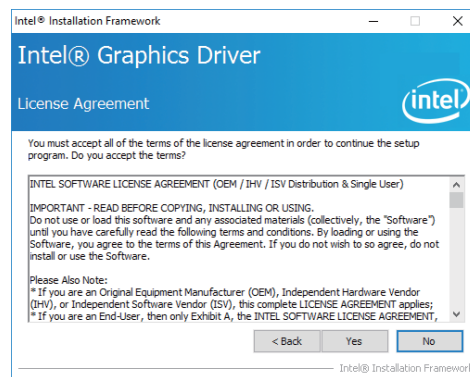 Intel® Installation Framework
Intel® Graphics Driver
License Agreement
intel
You must accept all of the terms of the license agreement in order to continue the setup
program. Do you accept the terms?
INTEL SOFTWARE LICENSE AGREEMENT (OEM / IHV / ISV Distribution & Single User)
IMPORTANT - READ BEFORE COPYING, INSTALLING OR USING.
Do not use or load this software and any associated materials (collectively, the "Software")
until you have carefully read the following terms and conditions. By loading or using the
Software, you agree to the terms of this Agreement. If you do not wish to so agree, do not
install or use the Software.
Please Also Note:
* If you are an Original Equipment Manufacturer (OEM), Independent Hardware Vendor
(IHV), or Independent Software Vendor (ISV), this complete LICENSE AGREEMENT applies;
* If you are an End-User, then only Exhibit A, the INTEL SOFTWARE LICENSE AGREEMENT,
< Back Yes No
Intel® Installation Framework